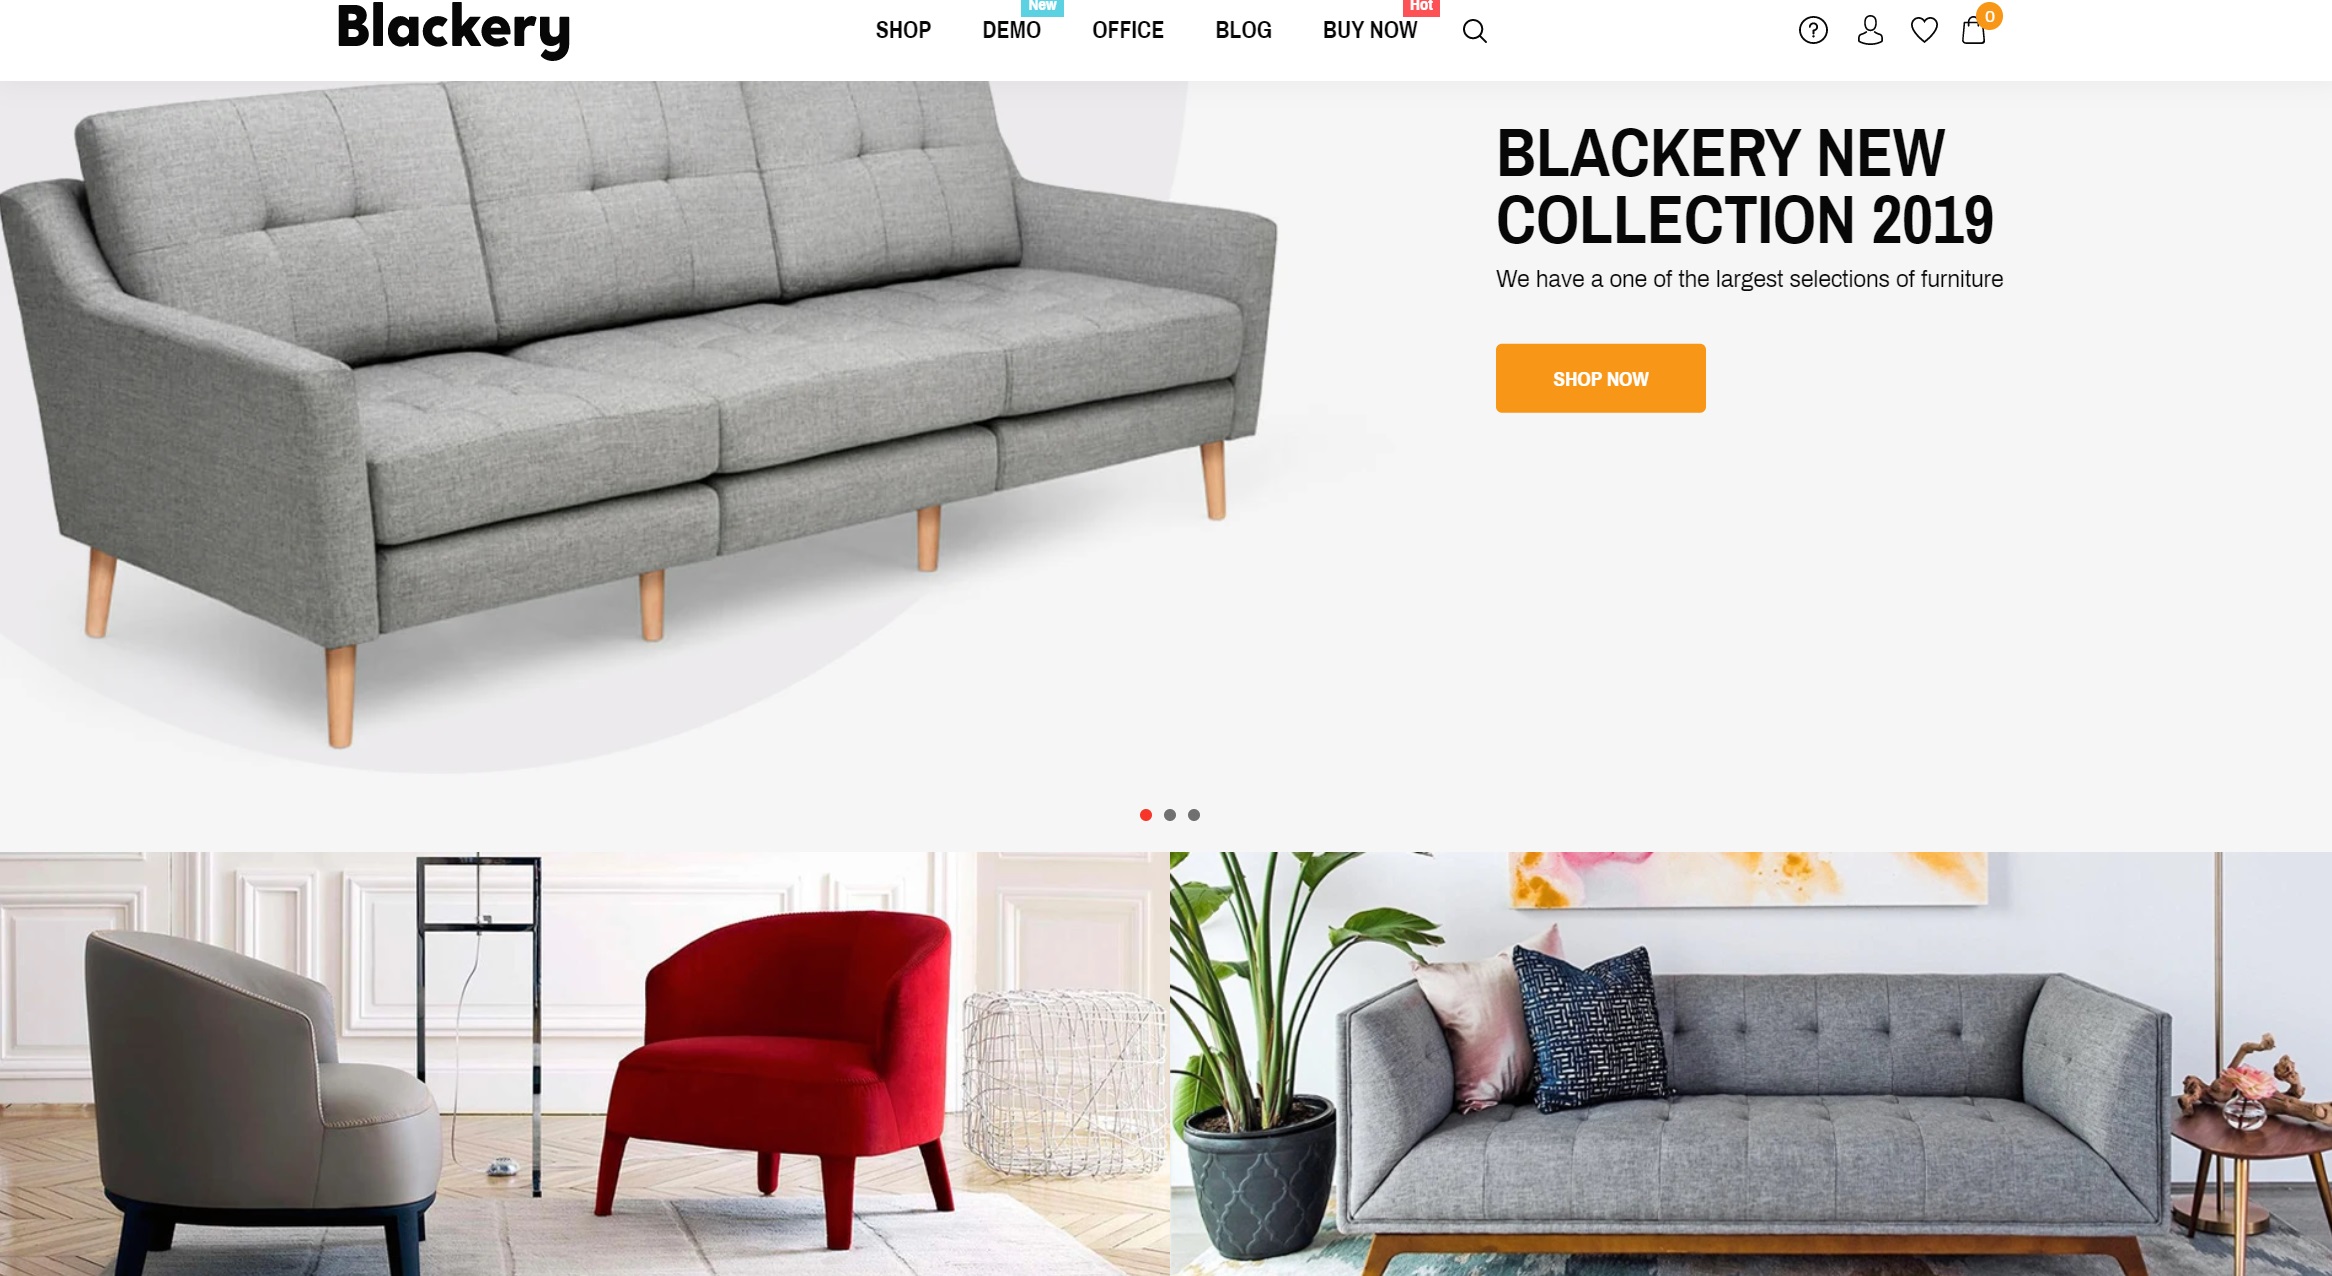 Blackery
SHOP
DEMO
New
OFFICE
BLOG
BUY NOW
Hot
0
BLACKERY NEW
COLLECTION 2019
We have a one of the largest selections of furniture
SHOP NOW